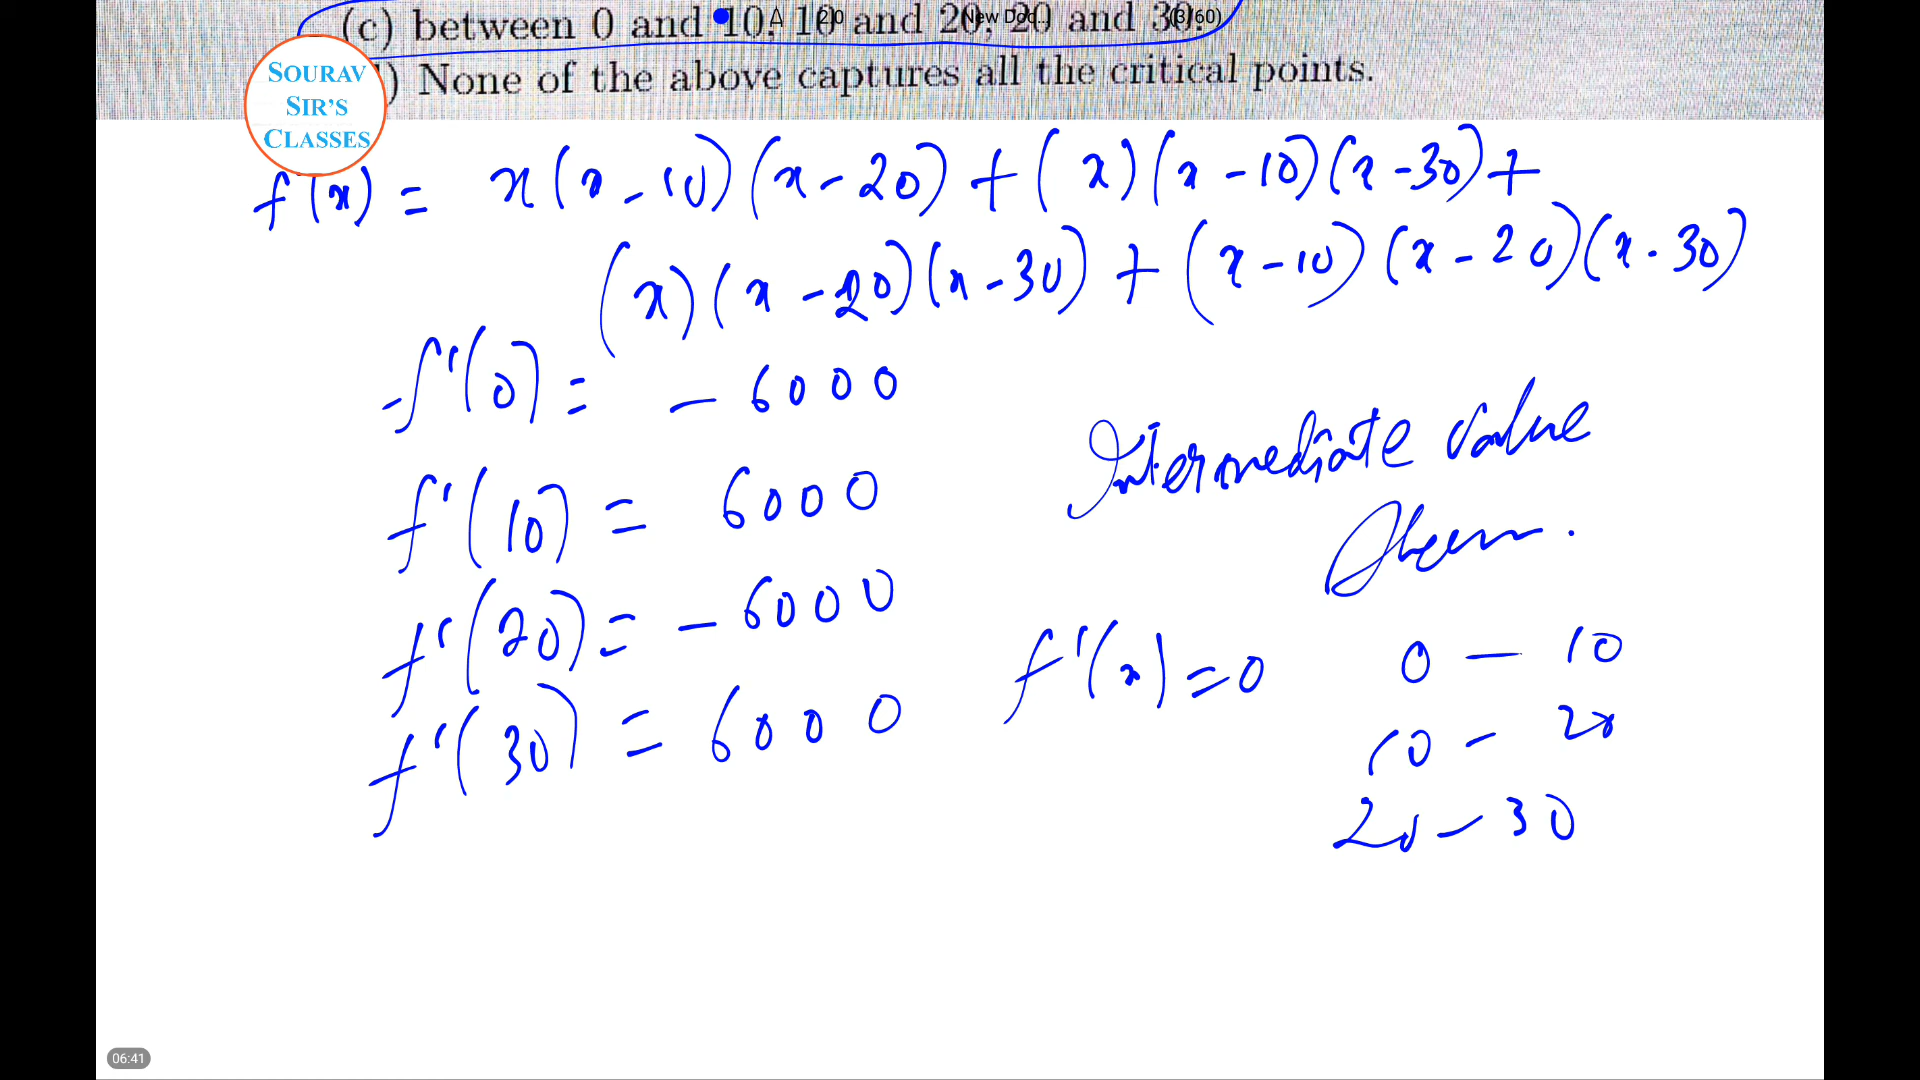 (c) between 0 and 10, 10 and 20, 20 and 30.
) None of the above captures all the critical points.
SOURAV
SIR'S
CLASSES
f'(x) = x(x-10)(x-20) + (x)(x-10)(x-30) +
(x)(x-20)(x-30) + (x-10)(x-20)(x-30)
f'(0) = - 6000
f'(10) = 6000
f'(20) = - 6000
f'(30) = 6000
Intermediate value
f'(x) = 0
0 - 10
10 - 20
20 - 30
06:41